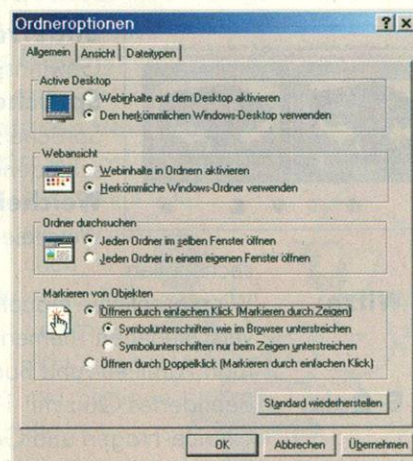 Ordneroptionen
Allgemein Ansicht Dateitypen
Active Desktop
Webinhalte auf dem Desktop aktivieren
Den herkömmlichen Windows-Desktop verwenden
Webansicht
Webinhalte in Ordnern aktivieren
Herkömmliche Windows-Ordner verwenden
Ordner durchsuchen
Jeden Ordner im selben Fenster öffnen
Jeden Ordner in einem eigenen Fenster öffnen
Markieren von Objekten
Öffnen durch einfachen Klick (Markieren durch Zeigen)
Symbolunterschriften wie im Browser unterstreichen
Symbolunterschriften nur beim Zeigen unterstreichen
Öffnen durch Doppelklick (Markieren durch einfachen Klick)
Standard wiederherstellen
OK Abbrechen Übernehmen